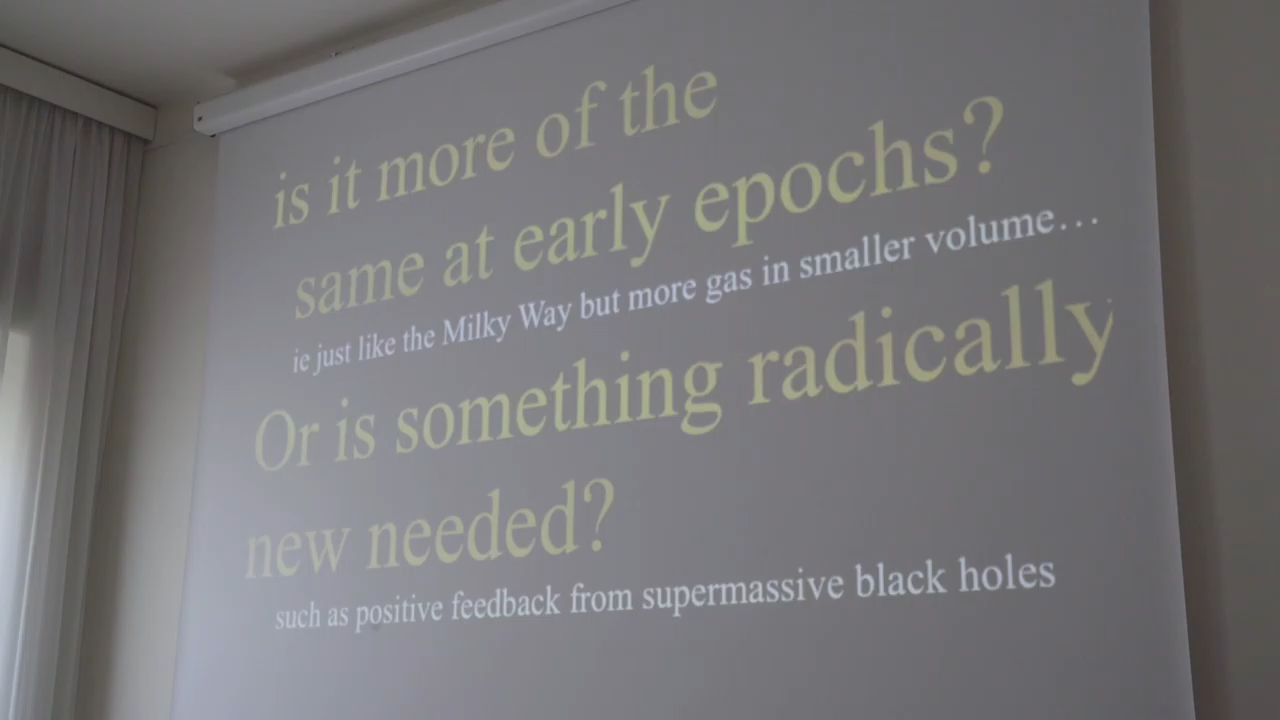 is it more of the
same at early epochs?
ie just like the Milky Way but more gas in smaller volume…
Or is something radically
new needed?
such as positive feedback from supermassive black holes